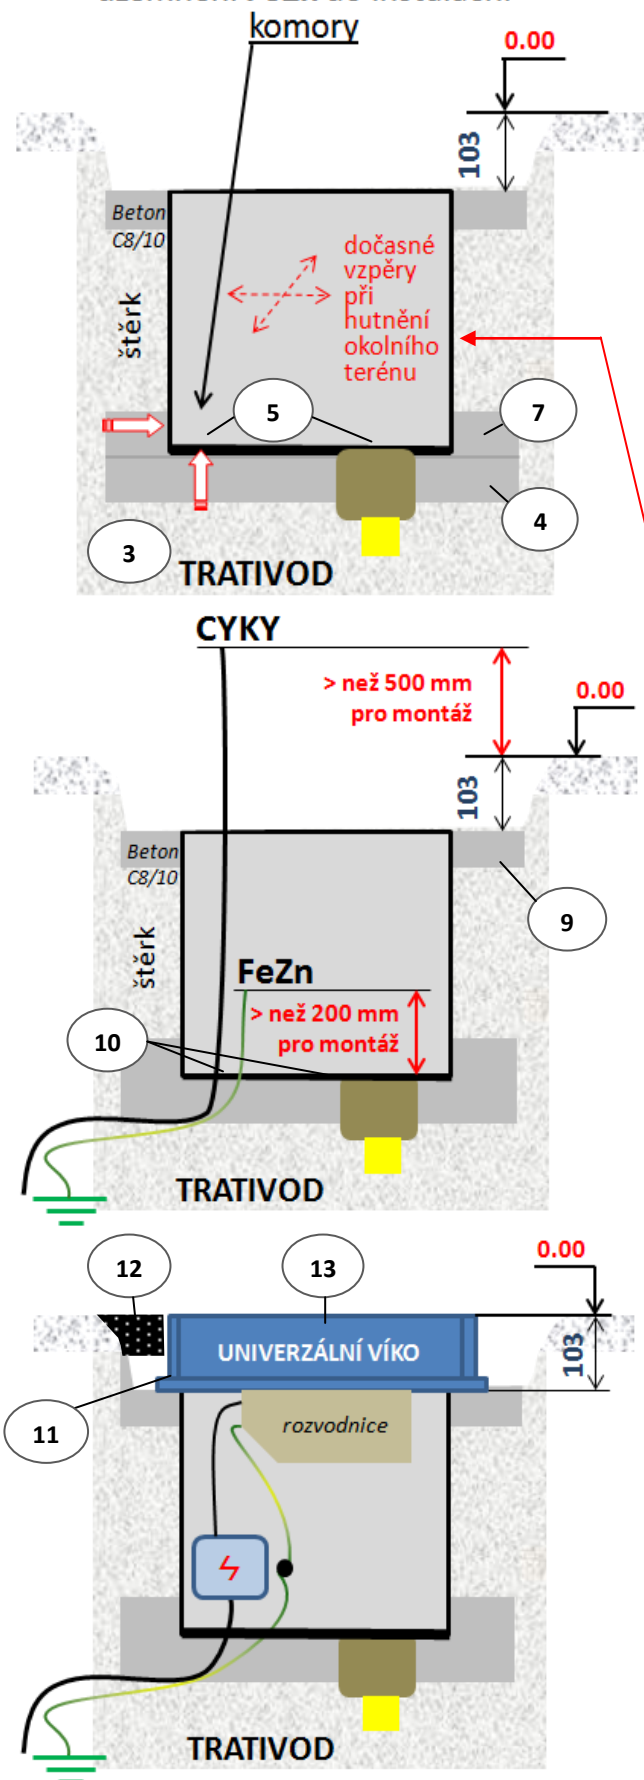 komory
0.00
103
Beton
C8/10
dočasné
vzpěry
při
hutnění
okolního
terénu
štěrk
5
7
4
3
TRATIVOD
CYKY
> než 500 mm
pro montáž
0.00
103
Beton
C8/10
9
štěrk
FeZn
> než 200 mm
pro montáž
10
TRATIVOD
0.00
12
13
UNIVERZÁLNÍ VÍKO
103
11
rozvodnice
TRATIVOD